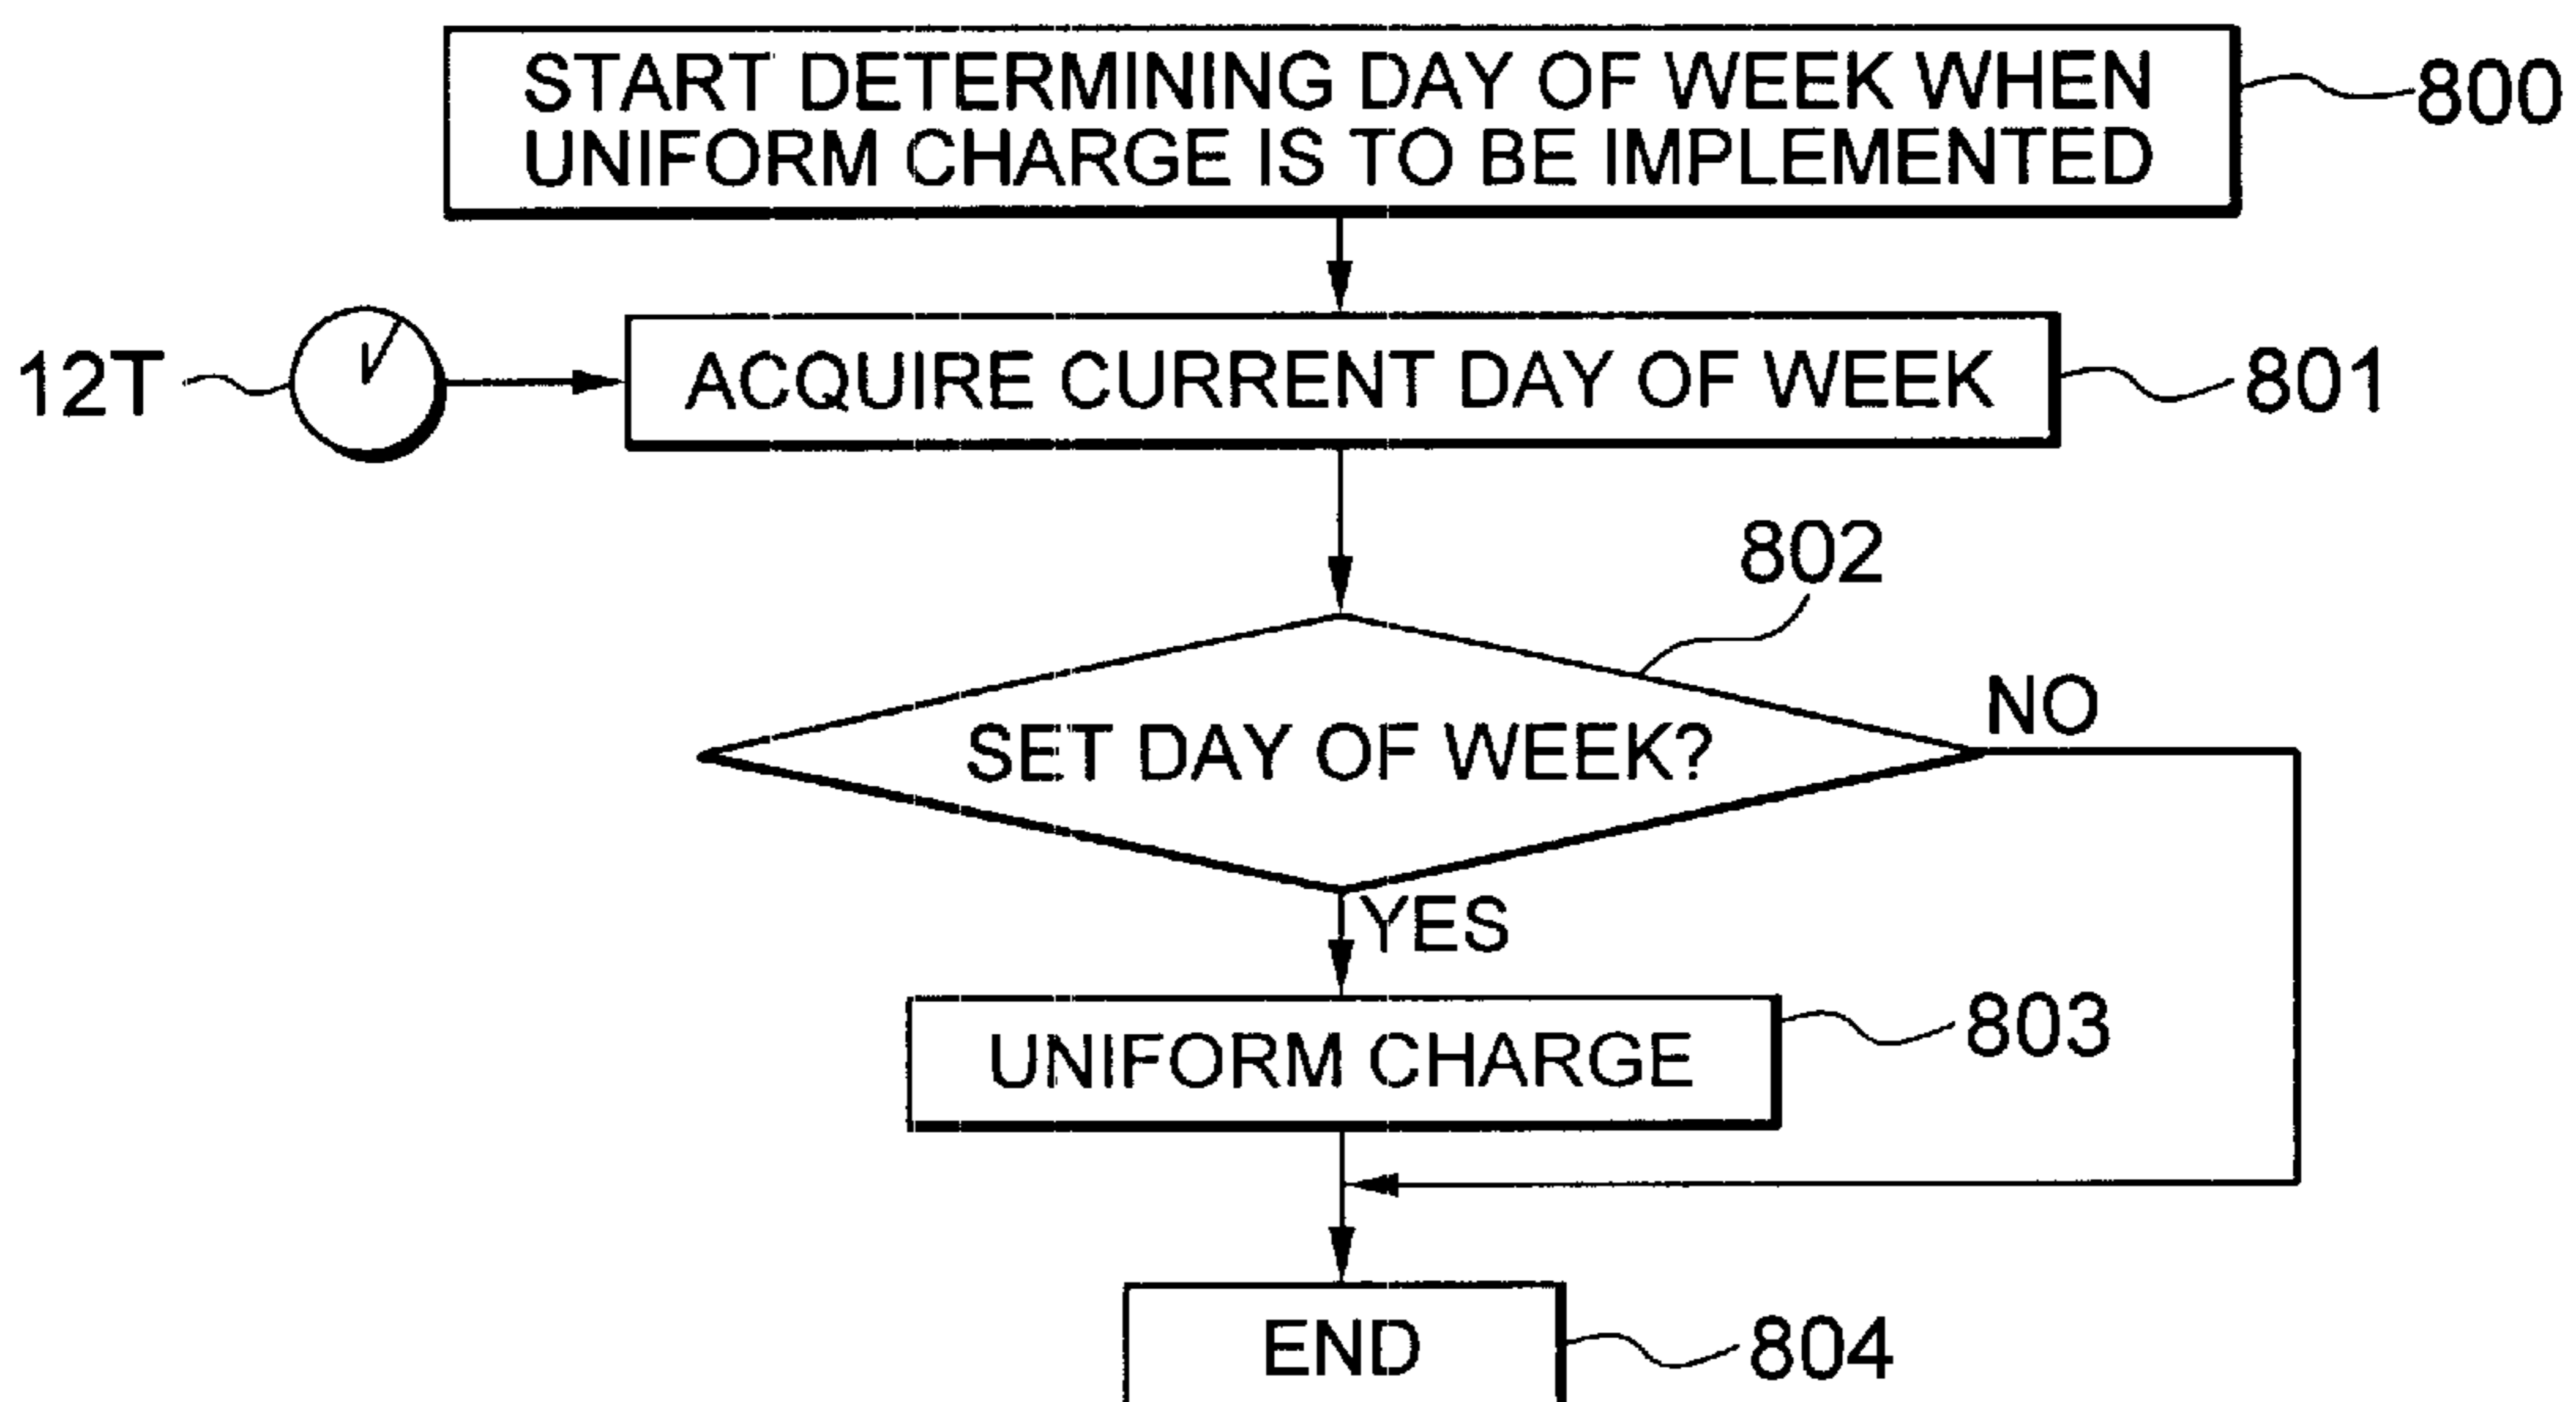 START DETERMINING DAY OF WEEK WHEN
UNIFORM CHARGE IS TO BE IMPLEMENTED
800
12T
ACQUIRE CURRENT DAY OF WEEK
801
802
SET DAY OF WEEK?
NO
YES
UNIFORM CHARGE
803
END
804